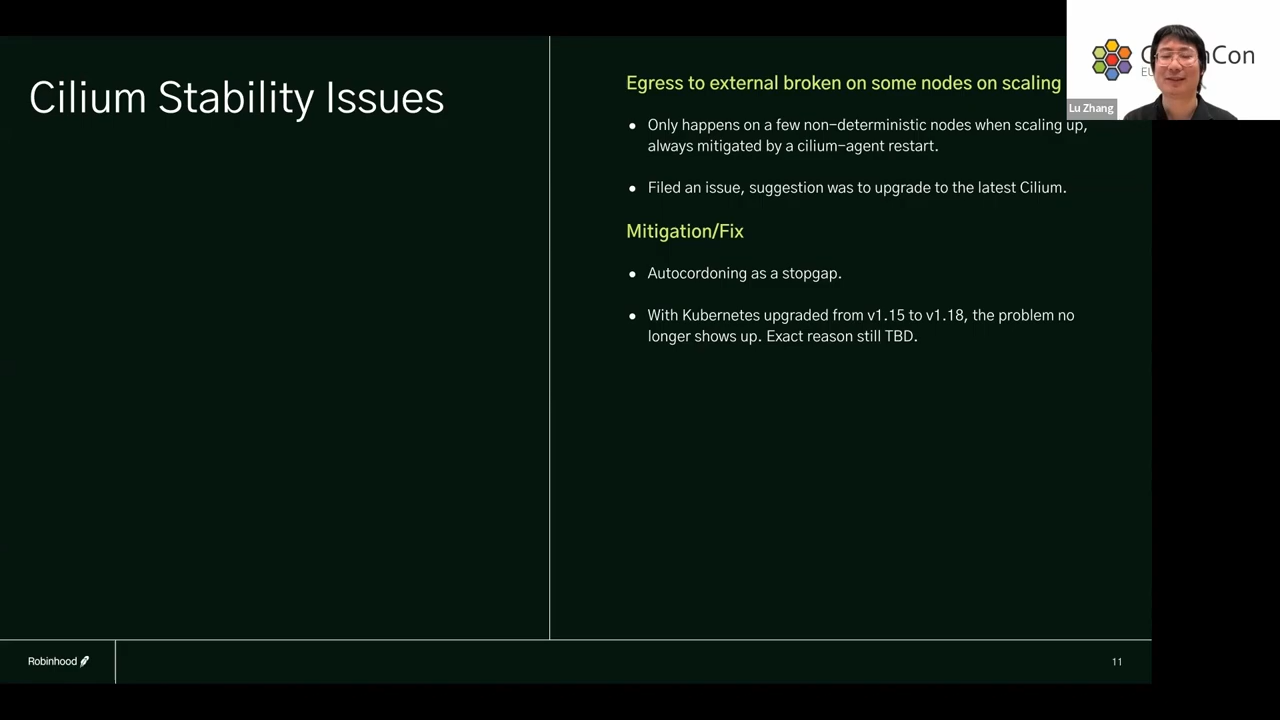 Cilium Stability Issues
Egress to external broken on some nodes on scaling
● Only happens on a few non-deterministic nodes when scaling up,
always mitigated by a cilium-agent restart.
● Filed an issue, suggestion was to upgrade to the latest Cilium.
Mitigation/Fix
● Autocordoning as a stopgap.
● With Kubernetes upgraded from v1.15 to v1.18, the problem no
longer shows up. Exact reason still TBD.
Lu Zhang
Robinhood
11